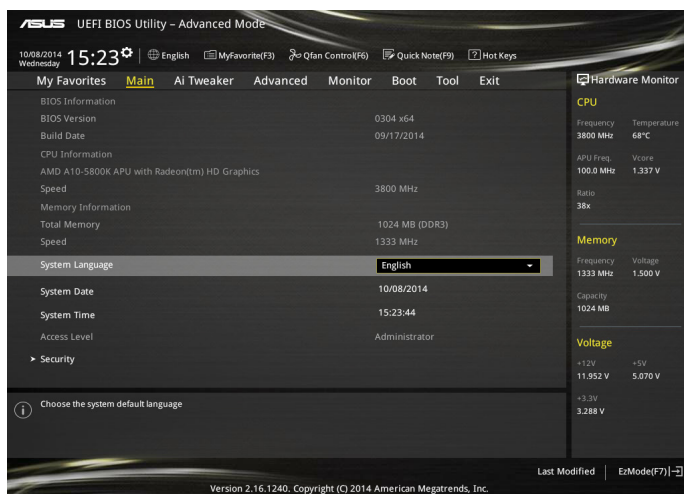 ASUS UEFI BIOS Utility – Advanced Mode
10/08/2014 Wednesday 15:23 English MyFavorite(F3) Qfan Control(F6) Quick Note(F9) ? Hot Keys
My Favorites Main Ai Tweaker Advanced Monitor Boot Tool Exit
BIOS Information
BIOS Version 0304 x64
Build Date 09/17/2014
CPU Information
AMD A10-5800K APU with Radeon(tm) HD Graphics
Speed 3800 MHz
Memory Information
Total Memory 1024 MB (DDR3)
Speed 1333 MHz
System Language English
System Date 10/08/2014
System Time 15:23:44
Access Level Administrator
> Security
i Choose the system default language
Hardware Monitor
CPU
Frequency Temperature
3800 MHz 68°C
APU Freq. Vcore
100.0 MHz 1.337 V
Ratio
38x
Memory
Frequency Voltage
1333 MHz 1.500 V
Capacity
1024 MB
Voltage
+12V +5V
11.952 V 5.070 V
+3.3V
3.288 V
Last Modified | EzMode(F7)
Version 2.16.1240. Copyright (C) 2014 American Megatrends, Inc.